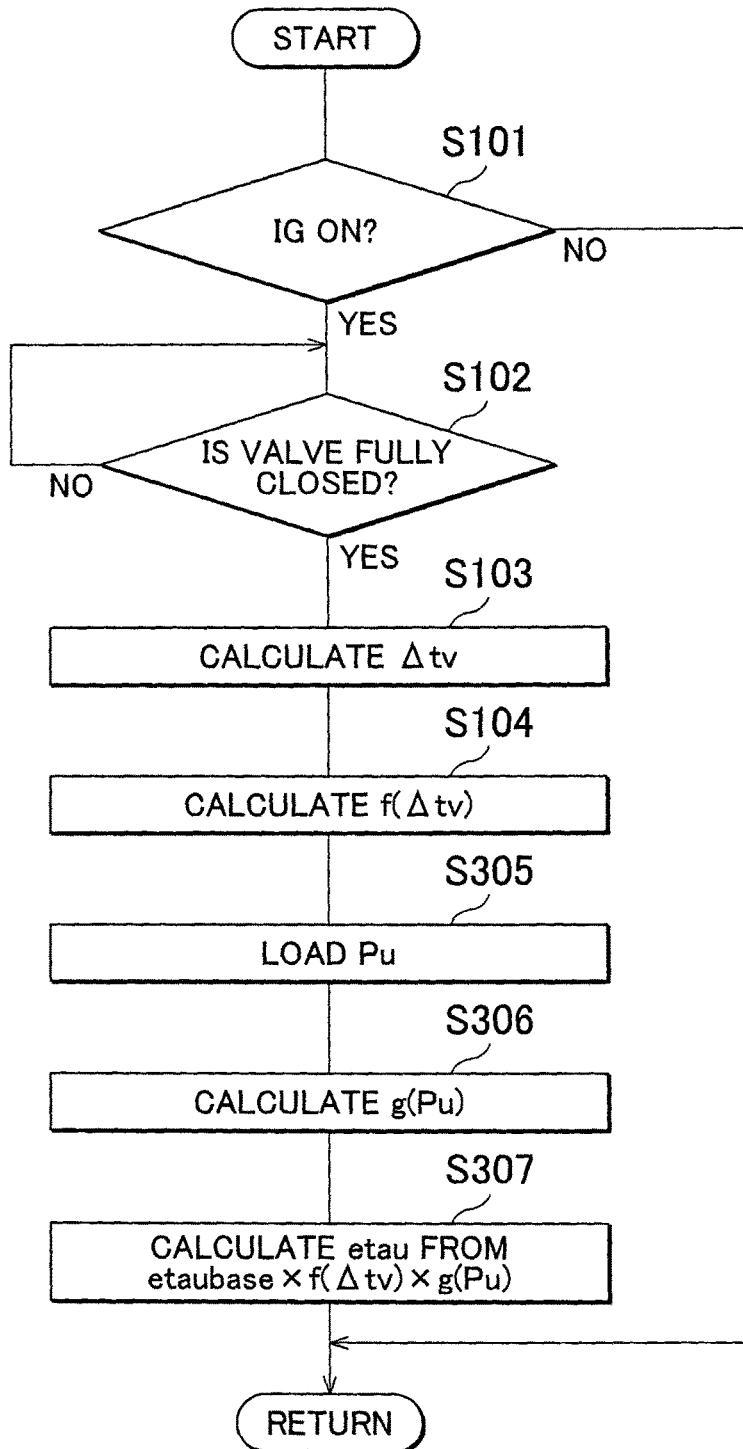 START
S101
IG ON?
NO
YES
S102
IS VALVE FULLY
CLOSED?
NO
YES
S103
CALCULATE Δtv
S104
CALCULATE f(Δtv)
S305
LOAD Pu
S306
CALCULATE g(Pu)
S307
CALCULATE etau FROM
etaubase × f(Δtv) × g(Pu)
RETURN